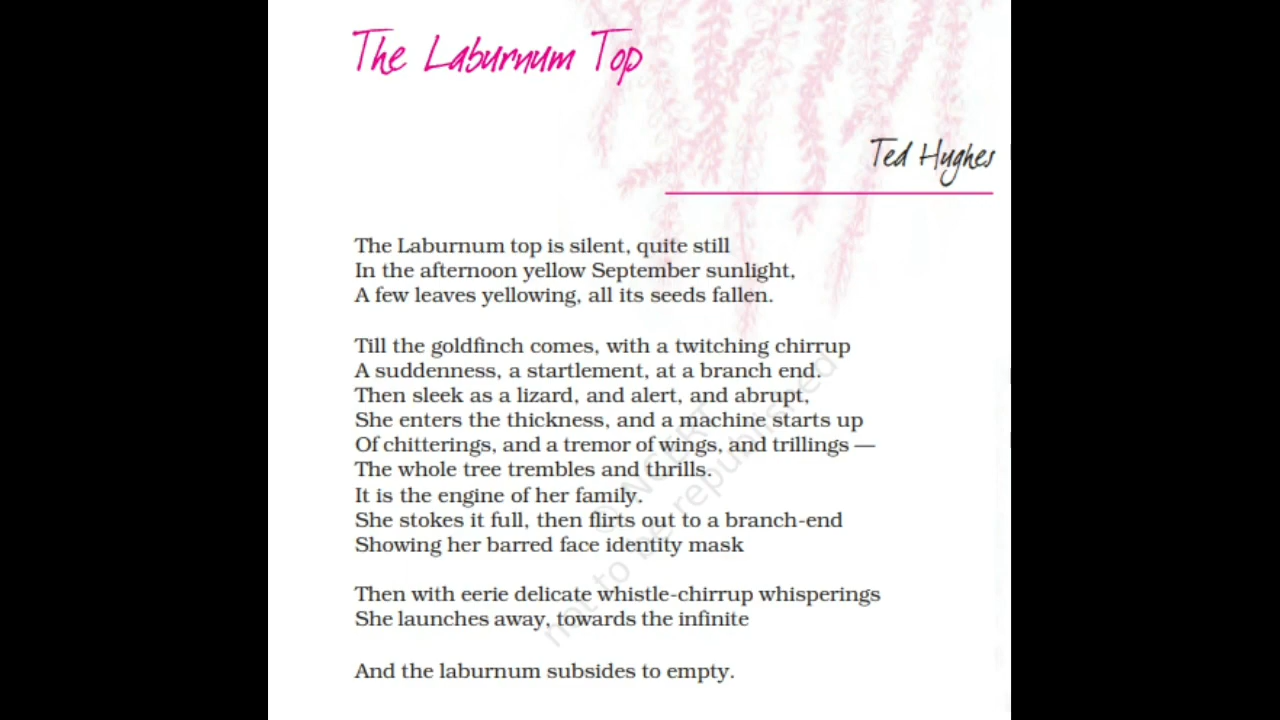 The Laburnum Top
Ted Hughes
The Laburnum top is silent, quite still
In the afternoon yellow September sunlight,
A few leaves yellowing, all its seeds fallen.
Till the goldfinch comes, with a twitching chirrup
A suddenness, a startlement, at a branch end.
Then sleek as a lizard, and alert, and abrupt,
She enters the thickness, and a machine starts up
Of chitterings, and a tremor of wings, and trillings —
The whole tree trembles and thrills.
It is the engine of her family.
She stokes it full, then flirts out to a branch-end
Showing her barred face identity mask
Then with eerie delicate whistle-chirrup whisperings
She launches away, towards the infinite
And the laburnum subsides to empty.
© NCERT
not to be republished